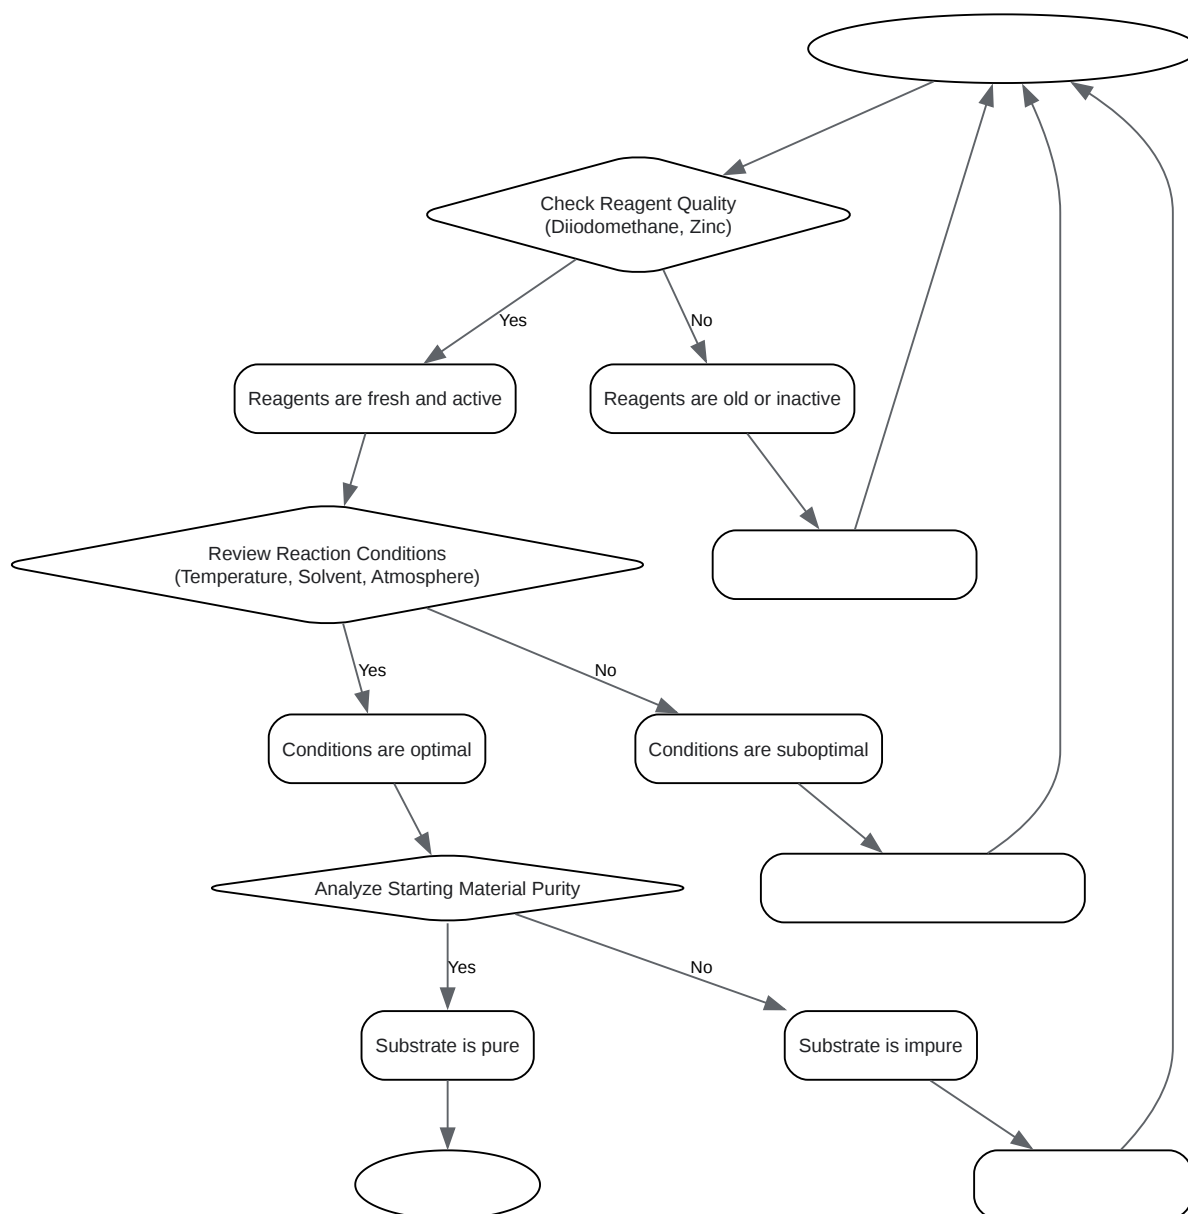 Check Reagent Quality
(Diiodomethane, Zinc)
Yes
No
Reagents are fresh and active
Reagents are old or inactive
Review Reaction Conditions
(Temperature, Solvent, Atmosphere)
Yes
No
Conditions are optimal
Conditions are suboptimal
Analyze Starting Material Purity
Yes
No
Substrate is pure
Substrate is impure